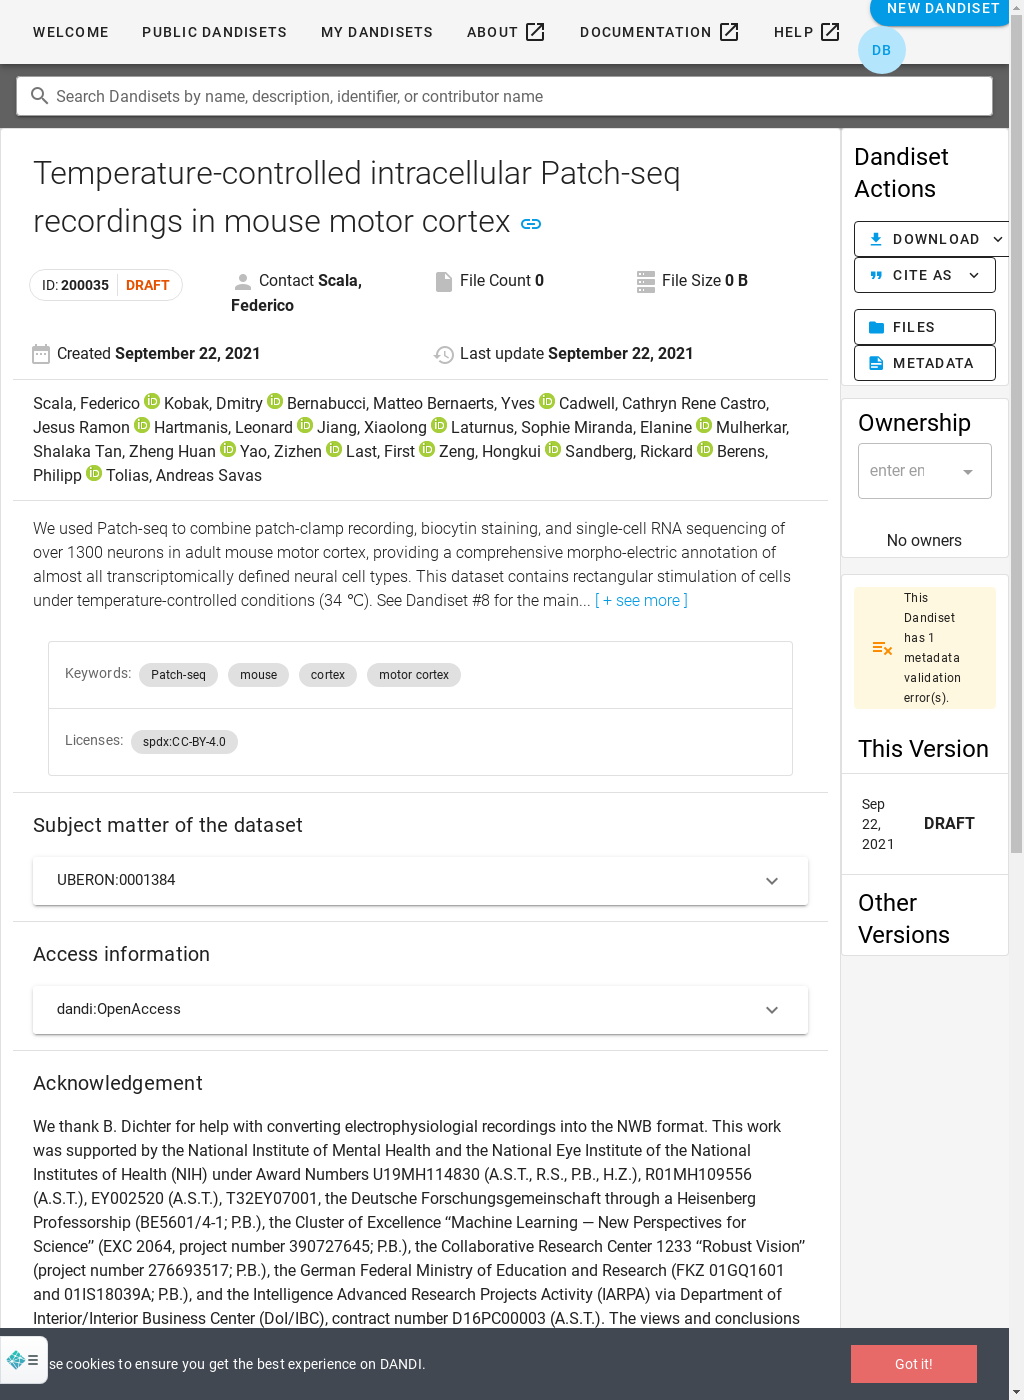 WELCOME PUBLIC DANDISETS MY DANDISETS ABOUT DOCUMENTATION HELP NEW DANDISET
DB
Search Dandisets by name, description, identifier, or contributor name
Temperature-controlled intracellular Patch-seq
recordings in mouse motor cortex
ID: 200035 DRAFT
Contact Scala,
Federico
File Count 0
File Size 0 B
Created September 22, 2021
Last update September 22, 2021
Scala, Federico Kobak, Dmitry Bernabucci, Matteo Bernaerts, Yves Cadwell, Cathryn Rene Castro,
Jesus Ramon Hartmanis, Leonard Jiang, Xiaolong Laturnus, Sophie Miranda, Elanine Mulherkar,
Shalaka Tan, Zheng Huan Yao, Zizhen Last, First Zeng, Hongkui Sandberg, Rickard Berens,
Philipp Tolias, Andreas Savas
We used Patch-seq to combine patch-clamp recording, biocytin staining, and single-cell RNA sequencing of
over 1300 neurons in adult mouse motor cortex, providing a comprehensive morpho-electric annotation of
almost all transcriptomically defined neural cell types. This dataset contains rectangular stimulation of cells
under temperature-controlled conditions (34 ℃). See Dandiset #8 for the main... [ + see more ]
Keywords: Patch-seq mouse cortex motor cortex
Licenses: spdx:CC-BY-4.0
Subject matter of the dataset
UBERON:0001384
Access information
dandi:OpenAccess
Acknowledgement
We thank B. Dichter for help with converting electrophysiologial recordings into the NWB format. This work
was supported by the National Institute of Mental Health and the National Eye Institute of the National
Institutes of Health (NIH) under Award Numbers U19MH114830 (A.S.T., R.S., P.B., H.Z.), R01MH109556
(A.S.T.), EY002520 (A.S.T.), T32EY07001, the Deutsche Forschungsgemeinschaft through a Heisenberg
Professorship (BE5601/4-1; P.B.), the Cluster of Excellence “Machine Learning — New Perspectives for
Science” (EXC 2064, project number 390727645; P.B.), the Collaborative Research Center 1233 “Robust Vision”
(project number 276693517; P.B.), the German Federal Ministry of Education and Research (FKZ 01GQ1601
and 01IS18039A; P.B.), and the Intelligence Advanced Research Projects Activity (IARPA) via Department of
Interior/Interior Business Center (DoI/IBC), contract number D16PC00003 (A.S.T.). The views and conclusions
Dandiset
Actions
DOWNLOAD
CITE AS
FILES
METADATA
Ownership
enter en
No owners
This
Dandiset
has 1
metadata
validation
error(s).
This Version
Sep
22,
2021
DRAFT
Other
Versions
se cookies to ensure you get the best experience on DANDI.
Got it!